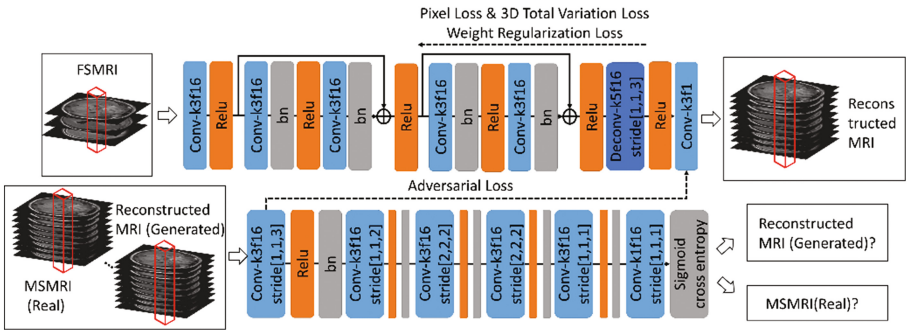 Pixel Loss & 3D Total Variation Loss
Weight Regularization Loss
FSMRI
Conv-k3f16
Relu
Conv-k3f16
bn
Relu
Conv-k3f16
bn
Relu
Conv-k3f16
bn
Relu
Conv-k3f16
bn
Relu
Deconv-k5f16
stride[1,1,3]
Relu
Conv-k3f1
Recons
tructed
MRI
Adversarial Loss
Reconstructed
MRI (Generated)
MSMRI
(Real)
Conv-k3f16
stride[1,1,3]
Relu
bn
Conv-k3f16
stride[1,1,2]
Conv-k3f16
stride[2,2,2]
Conv-k3f16
stride[2,2,2]
Conv-k3f16
stride[1,1,1]
Conv-k1f16
stride[1,1,1]
Sigmoid
cross entropy
Reconstructed
MRI (Generated)?
MSMRI(Real)?